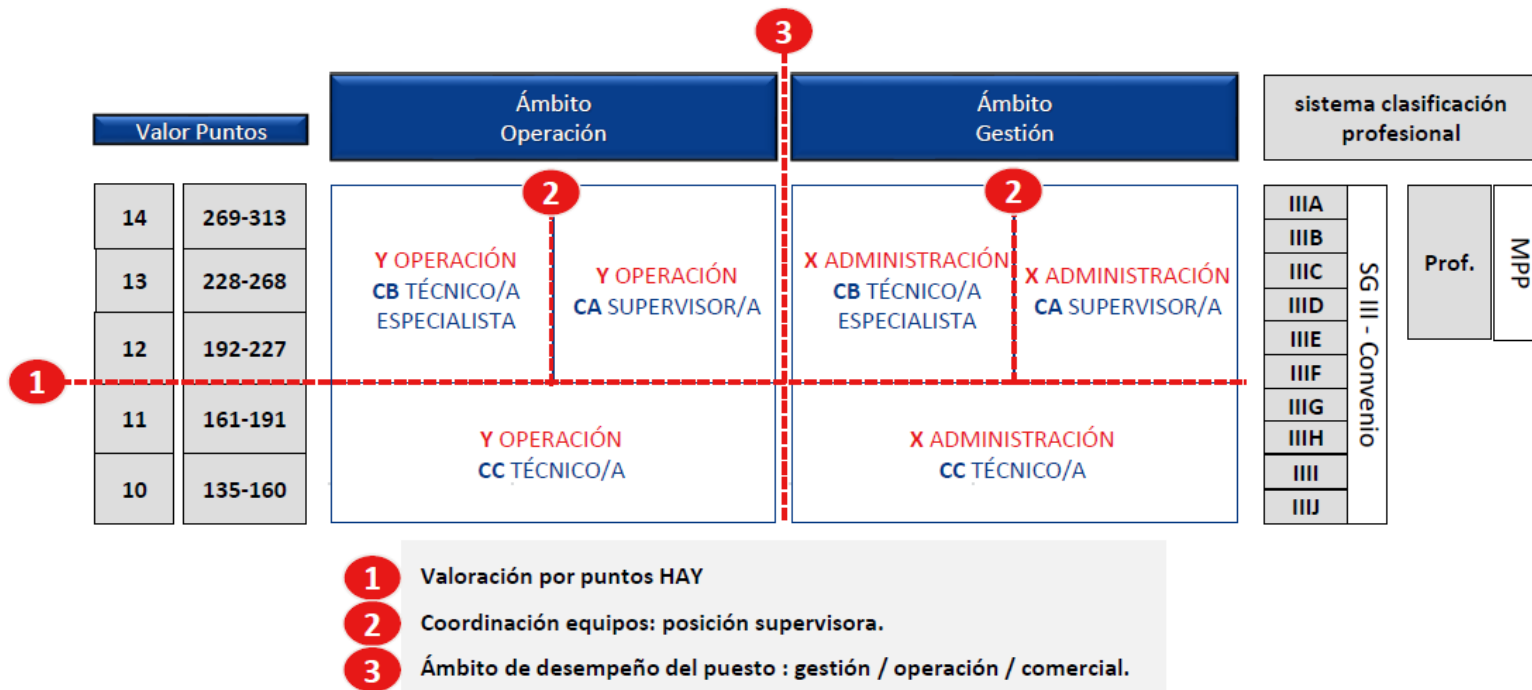 3
Ámbito
Operación
Ámbito
Gestión
sistema clasificación
profesional
Valor Puntos
2
2
14
269-313
13
228-268
12
192-227
11
161-191
10
135-160
Y OPERACIÓN
CB TÉCNICO/A
ESPECIALISTA
Y OPERACIÓN
CA SUPERVISOR/A
X ADMINISTRACIÓN
CB TÉCNICO/A
ESPECIALISTA
X ADMINISTRACIÓN
CA SUPERVISOR/A
1
Y OPERACIÓN
CC TÉCNICO/A
X ADMINISTRACIÓN
CC TÉCNICO/A
IIIA
IIIB
IIIC
IIID
IIIE
IIIF
IIIG
IIIH
IIII
IIIJ
SG III - Convenio
Prof.
MPP
1 Valoración por puntos HAY
2 Coordinación equipos: posición supervisora.
3 Ámbito de desempeño del puesto : gestión / operación / comercial.